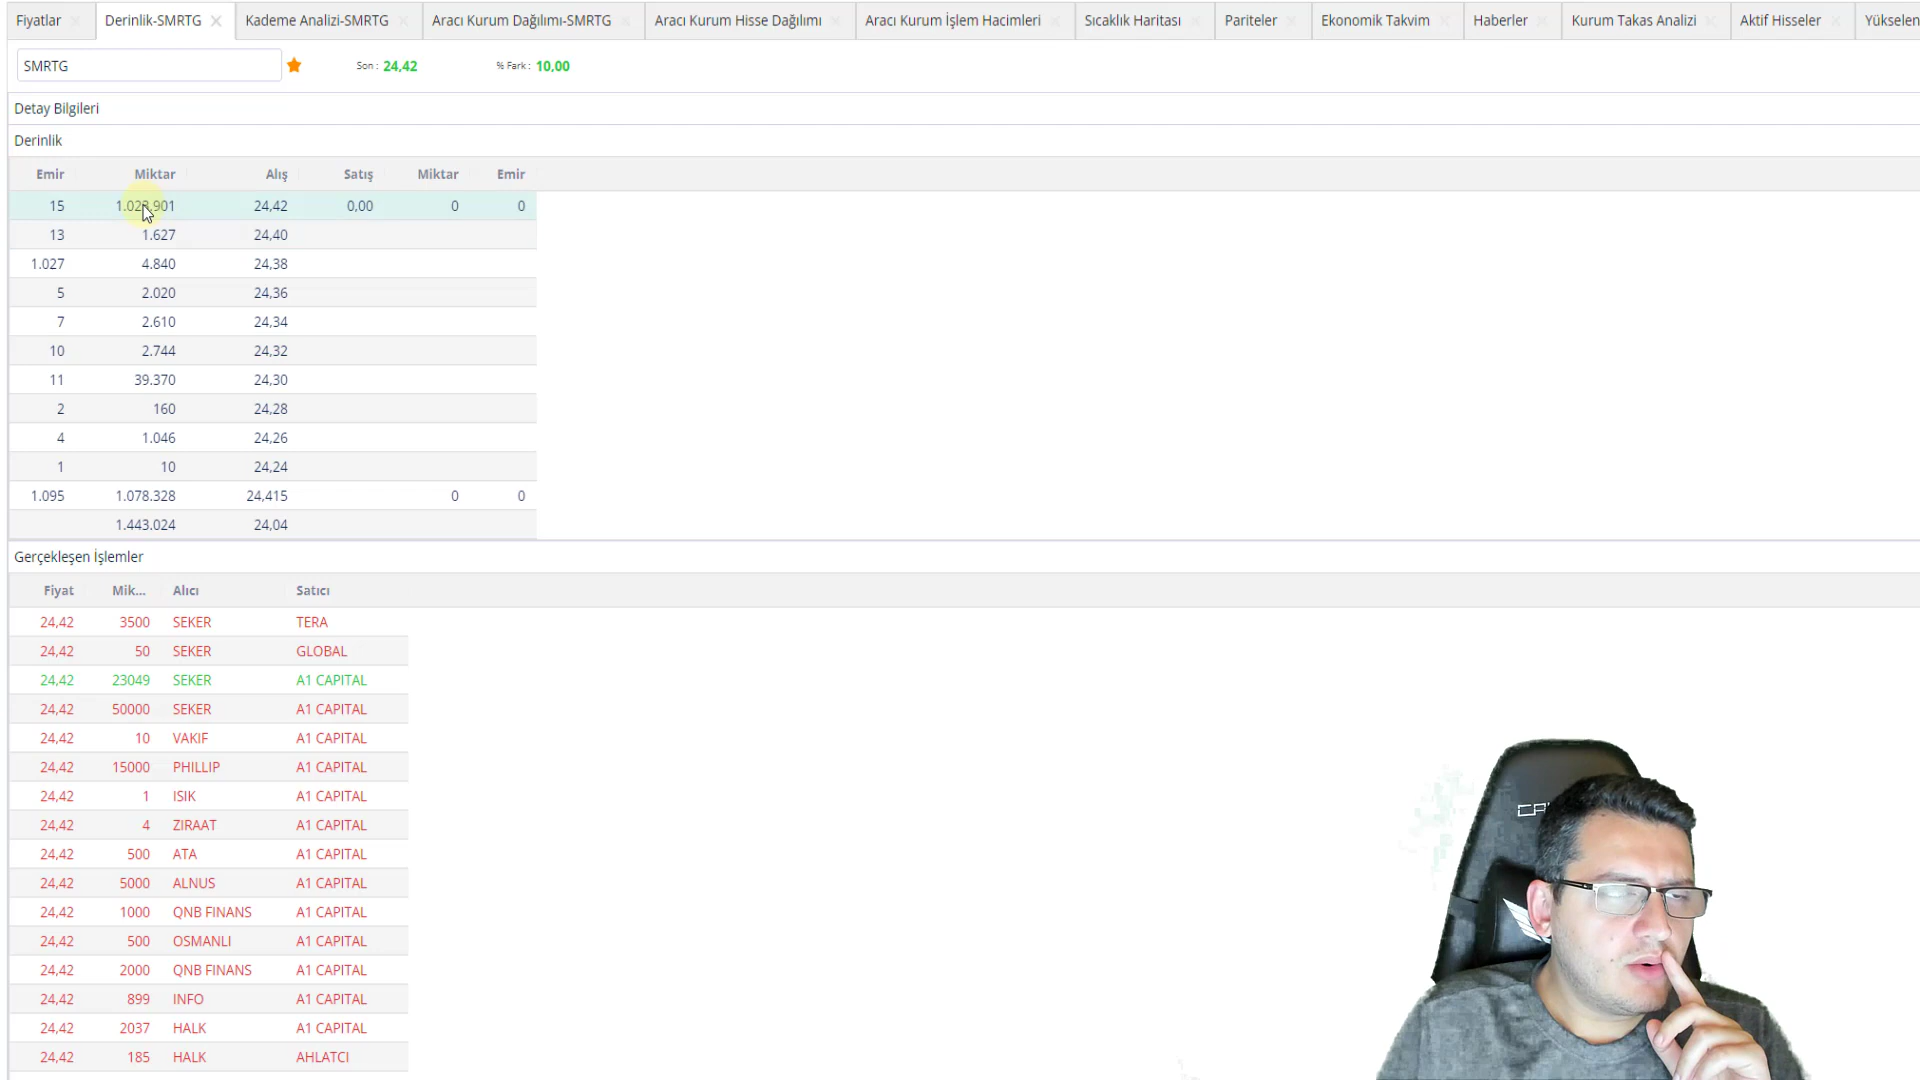 Fiyatlar Derinlik-SMRTG Kademe Analizi-SMRTG Aracı Kurum Dağılımı-SMRTG Aracı Kurum Hisse Dağılımı Aracı Kurum İşlem Hacimleri Sıcaklık Haritası Pariteler Ekonomik Takvim Haberler Kurum Takas Analizi Aktif Hisseler Yükselen
SMRTG Son : 24,42 % Fark : 10,00
Detay Bilgileri
Derinlik
Emir Miktar Alış Satış Miktar Emir
15 24,42 0,00 0 0
13 1.627 24,40
1.027 4.840 24,38
5 2.020 24,36
7 2.610 24,34
10 2.744 24,32
11 39.370 24,30
2 160 24,28
4 1.046 24,26
1 10 24,24
1.095 1.078.328 24,415 0 0
1.443.024 24,04
Gerçekleşen İşlemler
Fiyat Mik... Alıcı Satıcı
24,42 3500 SEKER TERA
24,42 50 SEKER GLOBAL
24,42 23049 SEKER A1 CAPITAL
24,42 50000 SEKER A1 CAPITAL
24,42 10 VAKIF A1 CAPITAL
24,42 15000 PHILLIP A1 CAPITAL
24,42 1 ISIK A1 CAPITAL
24,42 4 ZIRAAT A1 CAPITAL
24,42 500 ATA A1 CAPITAL
24,42 5000 ALNUS A1 CAPITAL
24,42 1000 QNB FINANS A1 CAPITAL
24,42 500 OSMANLI A1 CAPITAL
24,42 2000 QNB FINANS A1 CAPITAL
24,42 899 INFO A1 CAPITAL
24,42 2037 HALK A1 CAPITAL
24,42 185 HALK AHLATCI